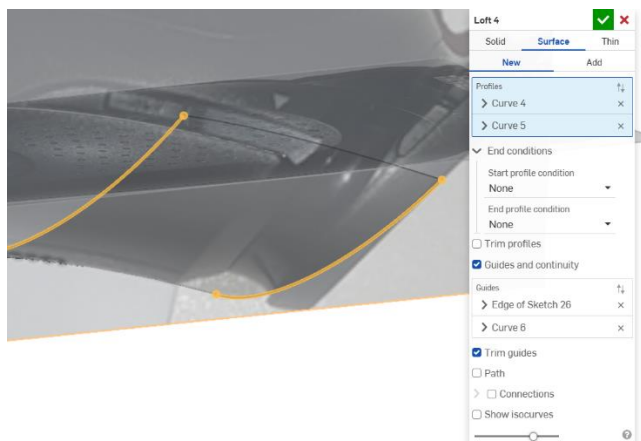 Loft 4
Solid Surface Thin
New Add
Profiles
Curve 4
Curve 5
End conditions
Start profile condition
None
End profile condition
None
Trim profiles
Guides and continuity
Guides
Edge of Sketch 26
Curve 6
Trim guides
Path
Connections
Show isocurves